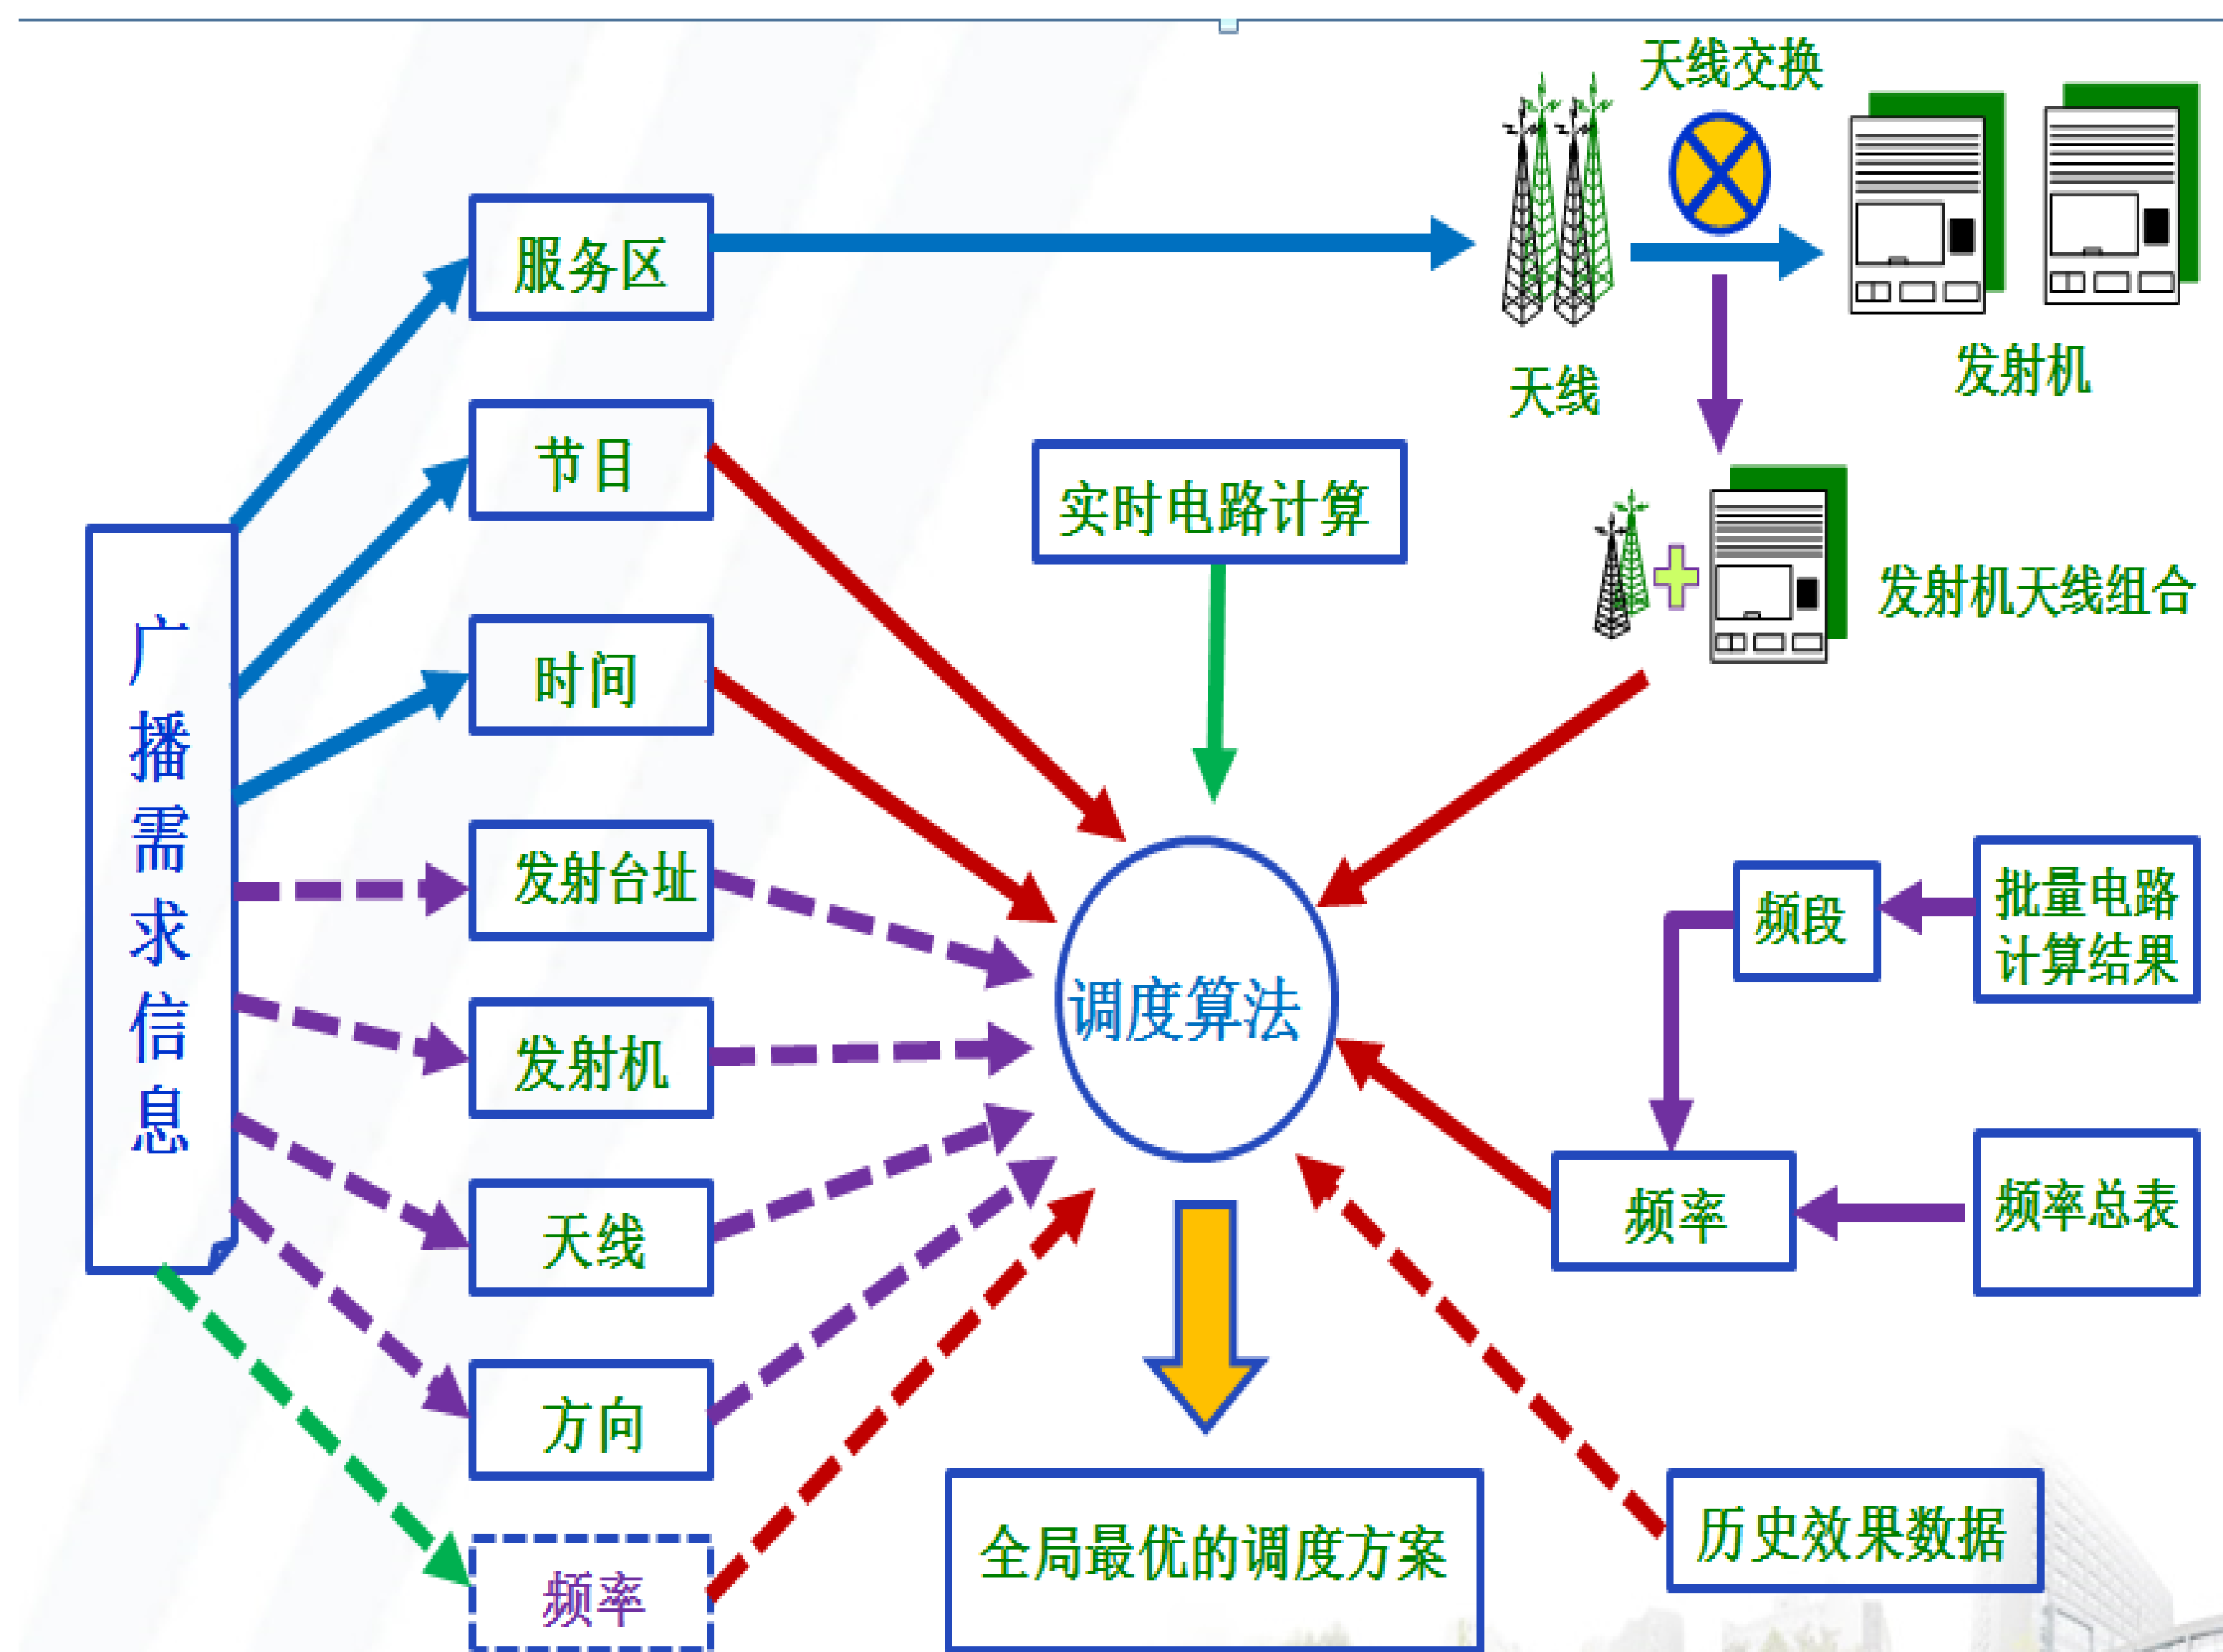 天线交换
服务区
天线
发射机
节目
实时电路计算
发射机天线组合
广播需求信息
时间
发射台址
频段
批量电路
计算结果
调度算法
发射机
天线
频率
频率总表
方向
全局最优的调度方案
历史效果数据
频率